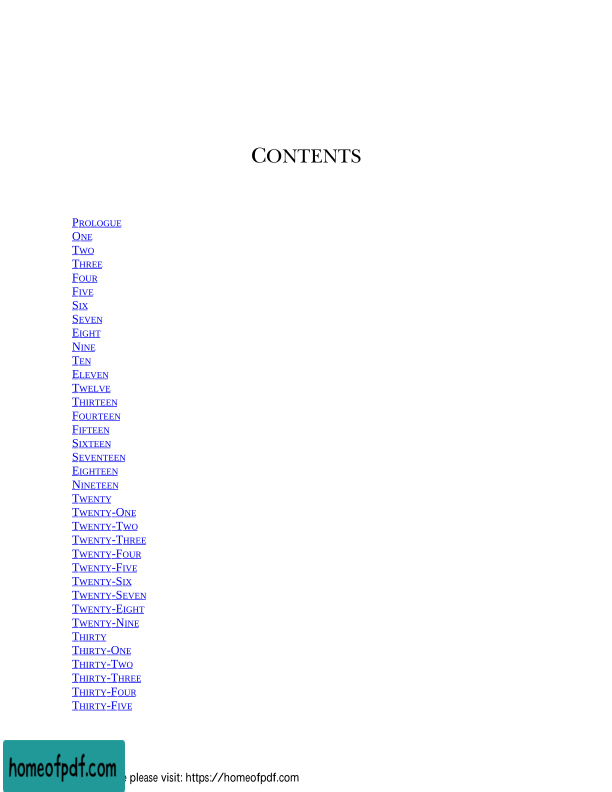 CONTENTS
PROLOGUE
ONE
TWO
THREE
FOUR
FIVE
SIX
SEVEN
EIGHT
NINE
TEN
ELEVEN
TWELVE
THIRTEEN
FOURTEEN
FIFTEEN
SIXTEEN
SEVENTEEN
EIGHTEEN
NINETEEN
TWENTY
TWENTY-ONE
TWENTY-TWO
TWENTY-THREE
TWENTY-FOUR
TWENTY-FIVE
TWENTY-SIX
TWENTY-SEVEN
TWENTY-EIGHT
TWENTY-NINE
THIRTY
THIRTY-ONE
THIRTY-TWO
THIRTY-THREE
THIRTY-FOUR
THIRTY-FIVE
homeofpdf.com
please visit: https://homeofpdf.com